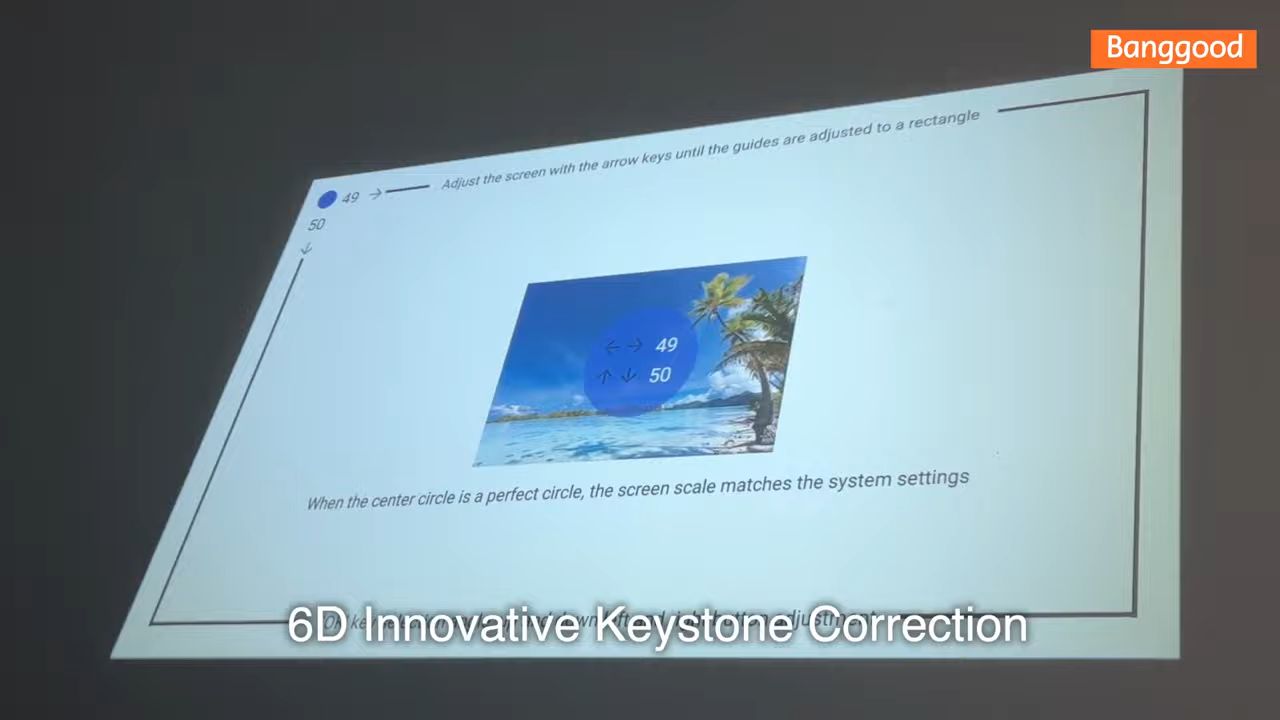 Banggood
Adjust the screen with the arrow keys until the guides are adjusted to a rectangle
49
50
49
50
When the center circle is a perfect circle, the screen scale matches the system settings
6D Innovative Keystone Correction